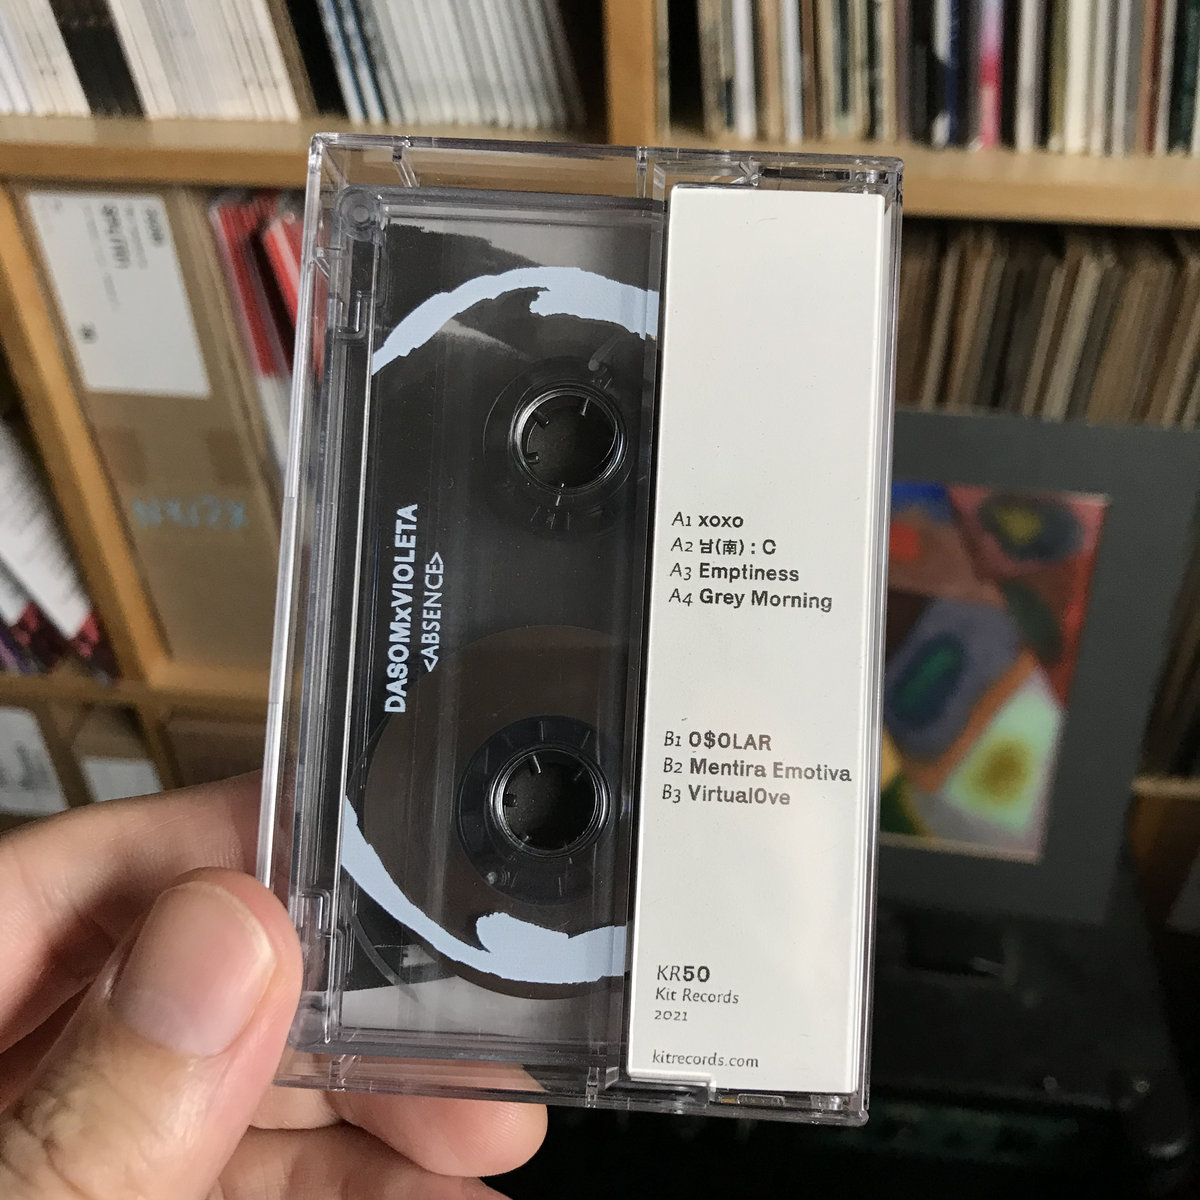 DASOMxVIOLETA
<ABSENCE>
A1 xoxo
A2 남(南) : C
A3 Emptiness
A4 Grey Morning
B1 O$OLAR
B2 Mentira Emotiva
B3 Virtual0ve
KR50
Kit Records
2021
kitrecords.com